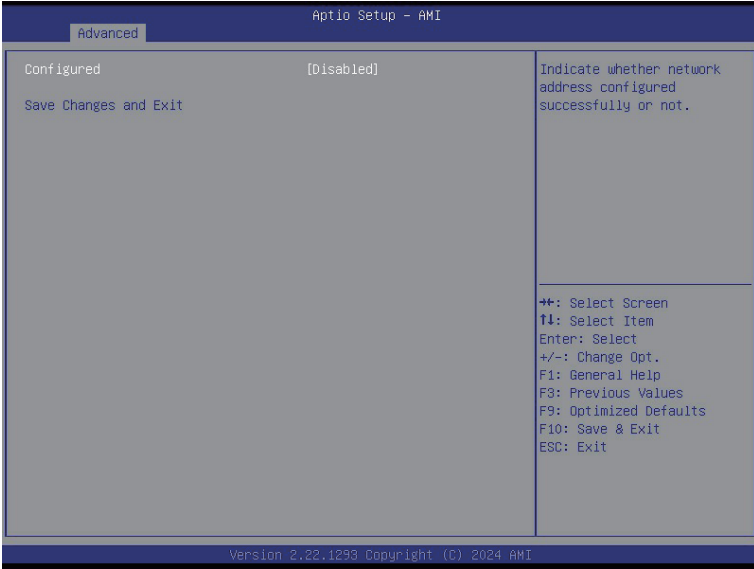 Aptio Setup – AMI
Advanced
Configured [Disabled]
Save Changes and Exit
Indicate whether network
address configured
successfully or not.
→←: Select Screen
↑↓: Select Item
Enter: Select
+/-: Change Opt.
F1: General Help
F3: Previous Values
F9: Optimized Defaults
F10: Save & Exit
ESC: Exit
Version 2.22.1293 Copyright (C) 2024 AMI